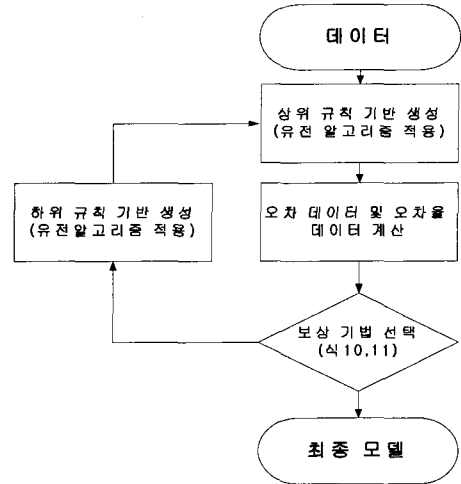 데이터
상위 규칙 기반 생성
(유전 알고리즘 적용)
하위 규칙 기반 생성
(유전알고리즘 적용)
오차 데이터 및 오차율
데이터 계산
보상 기법 선택
(식10,11)
최종 모델